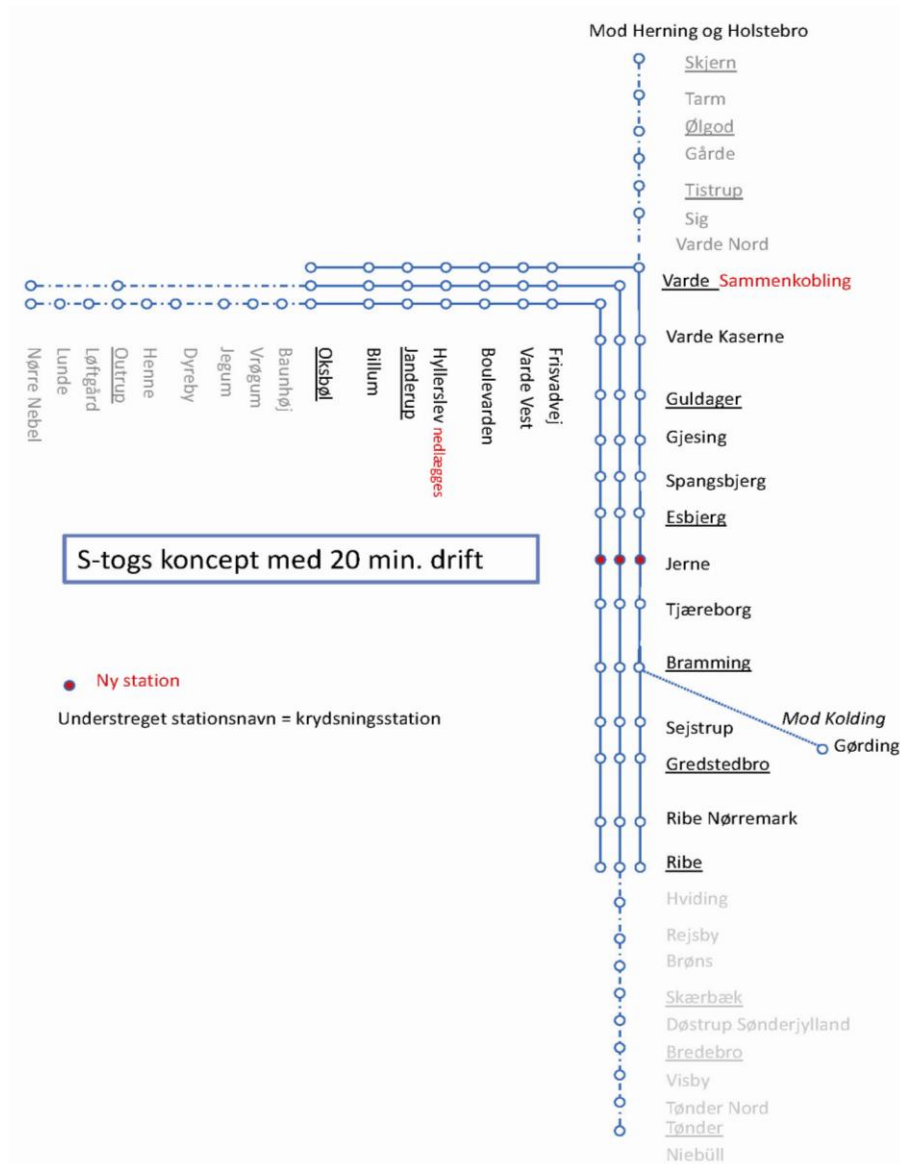 Mod Herning og Holstebro
Skjern
Tarm
Ølgod
Gårde
Tistrup
Sig
Varde Nord
Varde Sammenkobling
Nørre Nebel
Lunde
Løftgård
Outrup
Henne
Dyreby
Jegum
Vrøgum
Baunhøj
Oksbøl
Billum
Janderup
Hyllerslev nedlægges
Boulevarden
Varde Vest
Frisvadvej
Varde Kaserne
Guldager
Gjesing
Spangsbjerg
Esbjerg
S-togs koncept med 20 min. drift
Jerne
Tjæreborg
Bramming
Ny station
Understreget stationsnavn = krydsningsstation
Mod Kolding
Gørding
Sejstrup
Gredstedbro
Ribe Nørremark
Ribe
Hviding
Rejsby
Brøns
Skærbæk
Døstrup Sønderjylland
Bredebro
Visby
Tønder Nord
Tønder
Niebüll